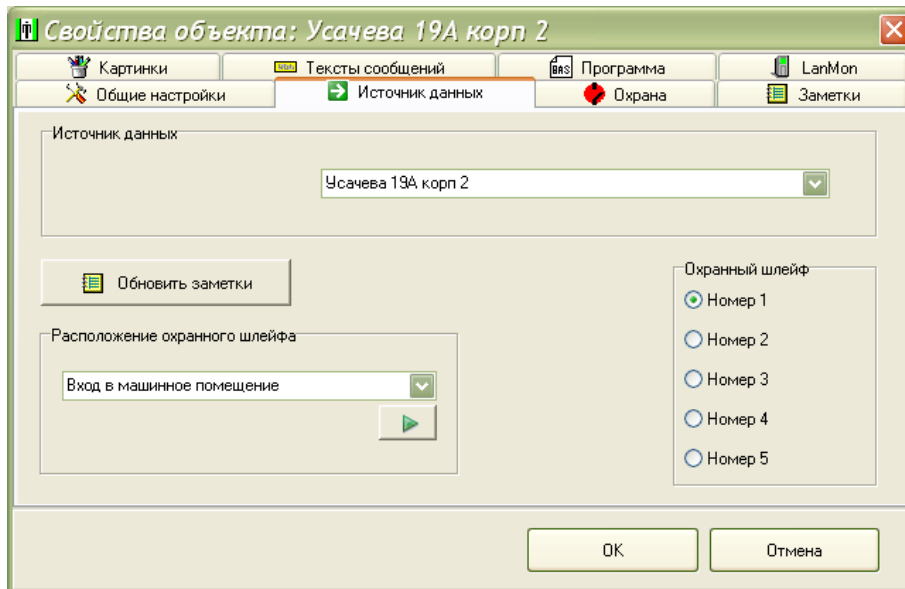 Свойства объекта: Усачева 19А корп 2
Картинки
Тексты сообщений
BAS
Программа
LanMon
Общие настройки
Источник данных
Охрана
Заметки
Источник данных
Усачева 19А корп 2
Обновить заметки
Охранный шлейф
Номер 1
Расположение охранного шлейфа
Номер 2
Вход в машинное помещение
Номер 3
Номер 4
Номер 5
OK
Отмена